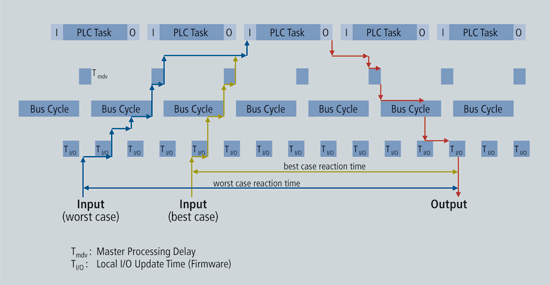 I PLC Task O I PLC Task O I PLC Task O I PLC Task O I PLC Task O
Tmdv
Bus Cycle Bus Cycle Bus Cycle Bus Cycle Bus Cycle Bus Cycle Bus Cycle
TI/O TI/O TI/O TI/O TI/O TI/O TI/O TI/O TI/O TI/O TI/O TI/O TI/O TI/O TI/O
best case reaction time
worst case reaction time
Input Input Output
(worst case) (best case)
Tmdv : Master Processing Delay
TI/O : Local I/O Update Time (Firmware)